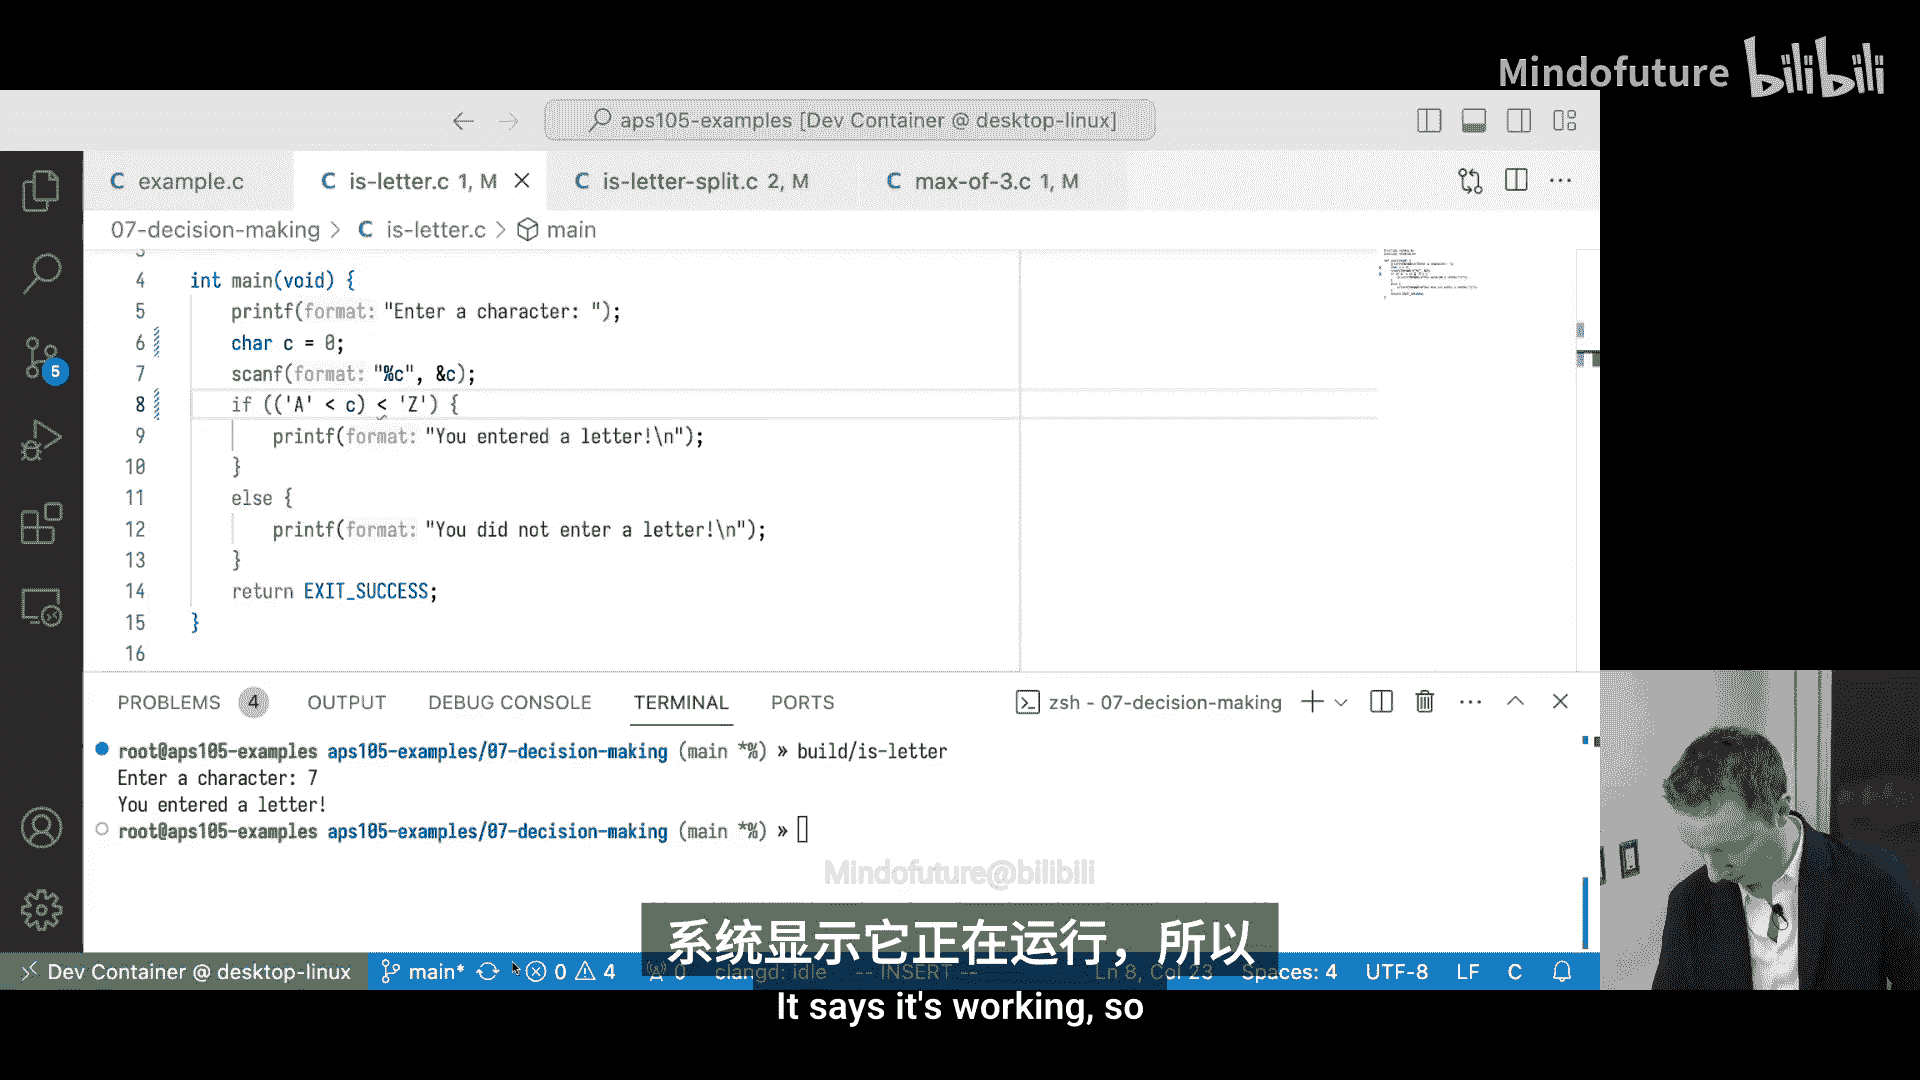 Mindofuture bilibili
aps105-examples [Dev Container @ desktop-linux]
C example.c
C is-letter.c 1, M
C is-letter-split.c 2, M
C max-of-3.c 1, M
07-decision-making > C is-letter.c > main
4 int main(void) {
5 printf(format: "Enter a character: ");
6 char c = 0;
7 scanf(format: "%c", &c);
8 if (('A' < c) < 'Z') {
9 printf(format: "You entered a letter!\n");
10 }
11 else {
12 printf(format: "You did not enter a letter!\n");
13 }
14 return EXIT_SUCCESS;
15 }
16
5
PROBLEMS 4 OUTPUT DEBUG CONSOLE TERMINAL PORTS
zsh - 07-decision-making
root@aps105-examples aps105-examples/07-decision-making (main *%) » build/is-letter
Enter a character: 7
You entered a letter!
root@aps105-examples aps105-examples/07-decision-making (main *%) »
Mindofuture@bilibili
系统显示它正在运行，所以
Dev Container @ desktop-linux main* 0 4 0 clangd: idle -- INSERT -- Ln 8, Col 23 Spaces: 4 UTF-8 LF C
It says it's working, so